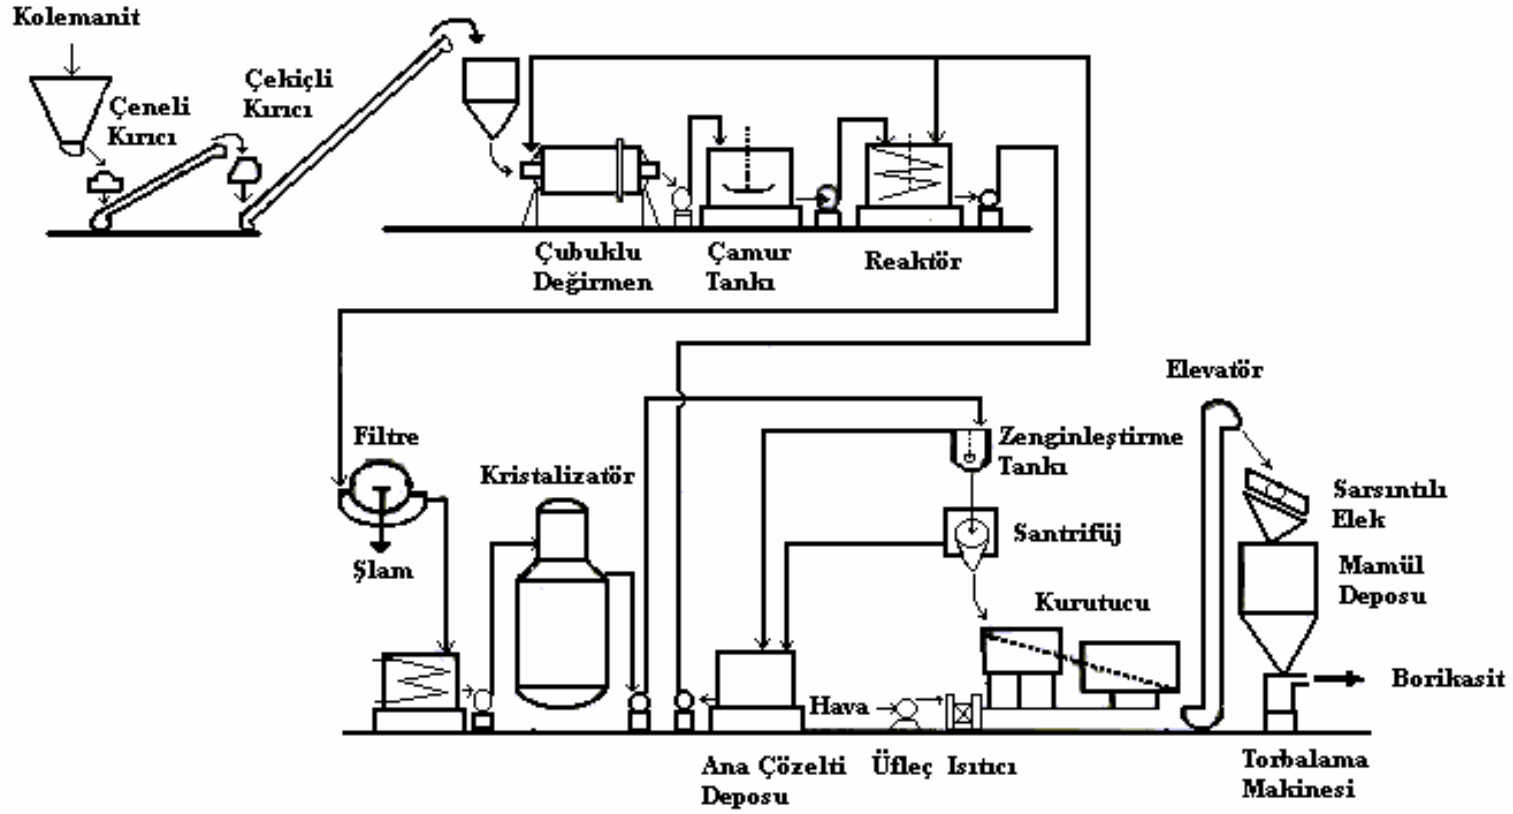 Kolemanit
Çeneli
Kırıcı
Çekiçli
Kırıcı
Çubuklu
Değirmen
Çamur
Tankı
Reaktör
Elevatör
Filtre
Şlam
Kristalizatör
Zenginleştirme
Tankı
Santrifüj
Kurutucu
Sarsıntılı
Elek
Mamül
Deposu
Borikasit
Hava
Ana Çözelti
Deposu
Üfleç
Isıtıcı
Torbalama
Makinesi